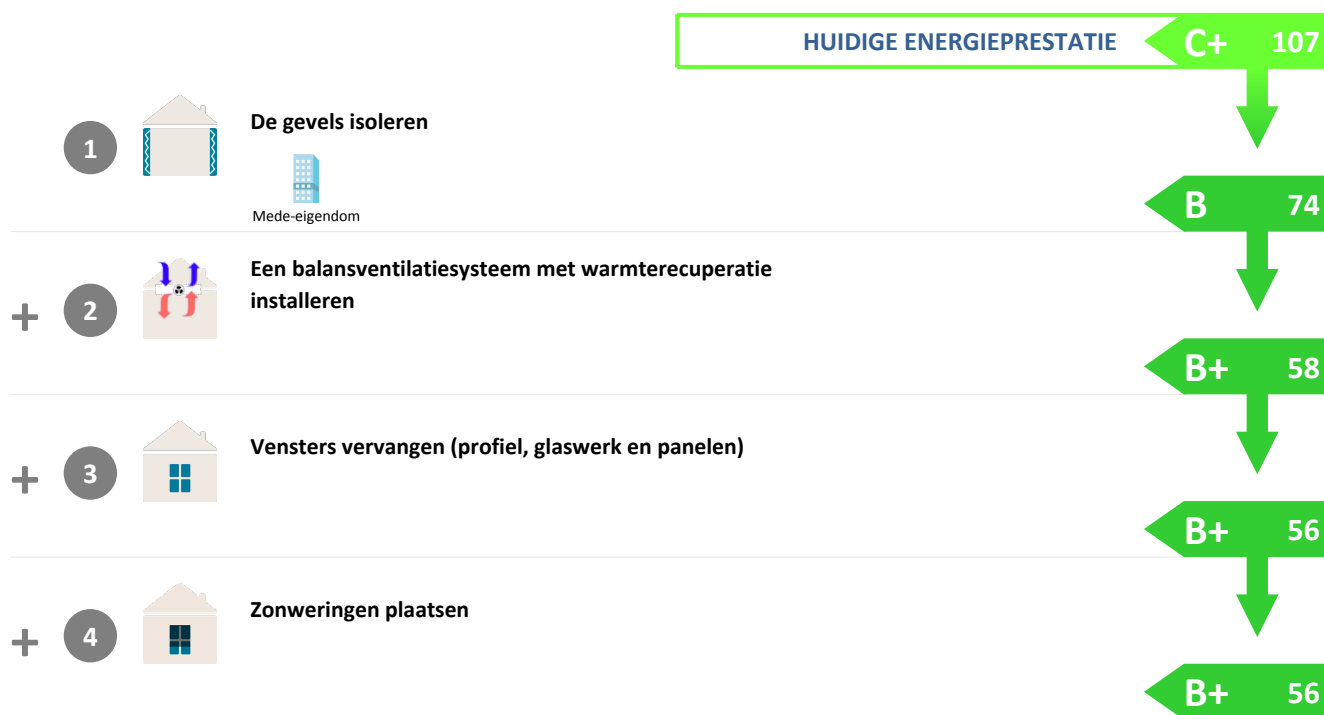 HUIDIGE ENERGIEPRESTATIE C+ 107
1 De gevels isoleren
Mede-eigendom
B 74
+ 2 Een balansventilatiesysteem met warmterecuperatie
installeren
B+ 58
+ 3 Vensters vervangen (profiel, glaswerk en panelen)
B+ 56
+ 4 Zonweringen plaatsen
B+ 56